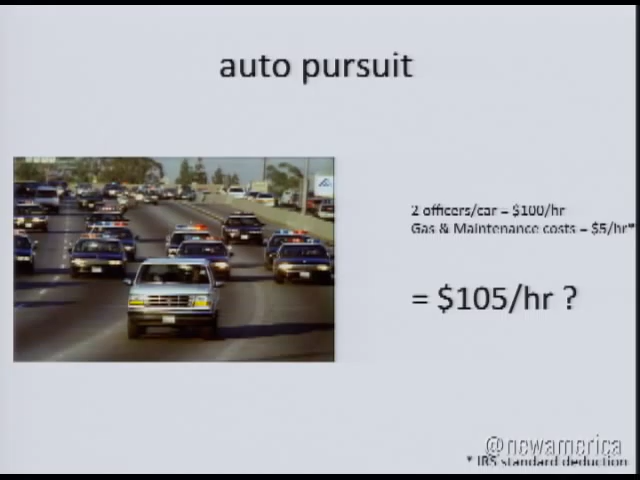 auto pursuit
2 officers/car = $100/hr
Gas & Maintenance costs = $5/hr*
= $105/hr ?
@newamerica
* IRS standard deduction